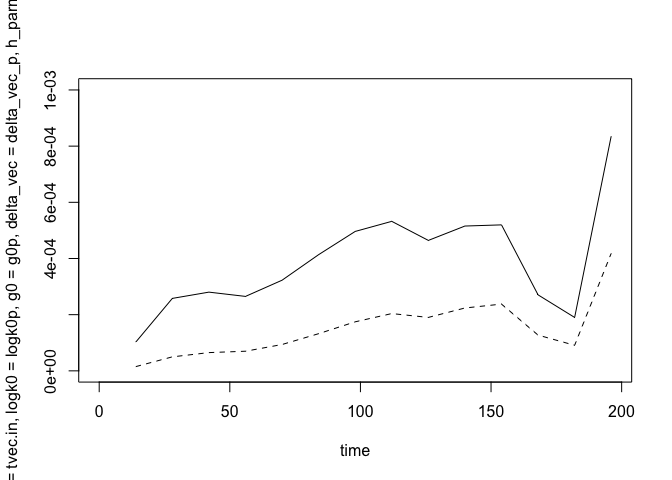 = tvec.in, logk0 = logk0p, g0 = g0p, delta_vec = delta_vec_p, h_parn
1e-03
8e-04
6e-04
4e-04
0e+00
0
50
100
150
200
time